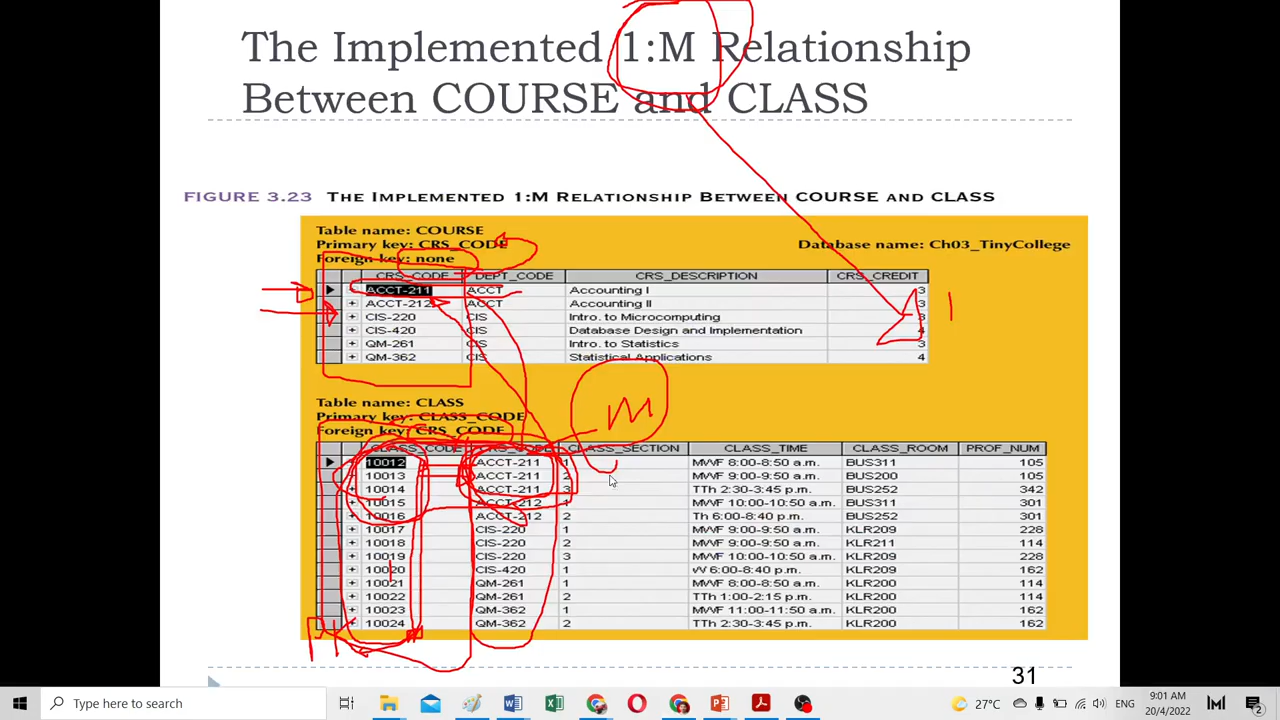 The Implemented 1:M Relationship
Between COURSE and CLASS
FIGURE 3.23 THE IMPLEMENTED 1:M RELATIONSHIP BETWEEN COURSE AND CLASS
Table name: COURSE
Primary key: CRS_CODE Database name: Ch03_TinyCollege
Foreign key: none
CRS_CODE DEPT_CODE CRS_DESCRIPTION CRS_CREDIT
ACCT-211 ACCT Accounting I 3
ACCT-212 ACCT Accounting II 3
CIS-220 CIS Intro. to Microcomputing 3
CIS-420 CIS Database Design and Implementation 4
QM-261 CIS Intro. to Statistics 3
QM-362 CIS Statistical Applications 4
1
Table name: CLASS
M
Primary key: CLASS_CODE
Foreign key: CRS_CODE
CLASS_CODE CRS_CODE CLASS_SECTION CLASS_TIME CLASS_ROOM PROF_NUM
10012 ACCT-211 1 MWF 8:00-8:50 a.m. BUS311 105
10013 ACCT-211 2 MWF 9:00-9:50 a.m. BUS200 105
10014 ACCT-211 3 TTh 2:30-3:45 p.m. BUS252 342
10015 ACCT-212 1 MWF 10:00-10:50 a.m. BUS311 301
10016 ACCT-212 2 Th 6:00-8:40 p.m. BUS252 301
10017 CIS-220 1 MWF 9:00-9:50 a.m. KLR209 228
10018 CIS-220 2 MWF 9:00-9:50 a.m. KLR211 114
10019 CIS-220 3 MWF 10:00-10:50 a.m. KLR209 228
10020 CIS-420 1 W 6:00-8:40 p.m. KLR209 162
10021 QM-261 1 MWF 8:00-8:50 a.m. KLR200 114
10022 QM-261 2 TTh 1:00-2:15 p.m. KLR200 114
10023 QM-362 1 MWF 11:00-11:50 a.m. KLR200 162
10024 QM-362 2 TTh 2:30-3:45 p.m. KLR200 162
M
31
Type here to search
27°C
ENG
9:01 AM
20/4/2022
2